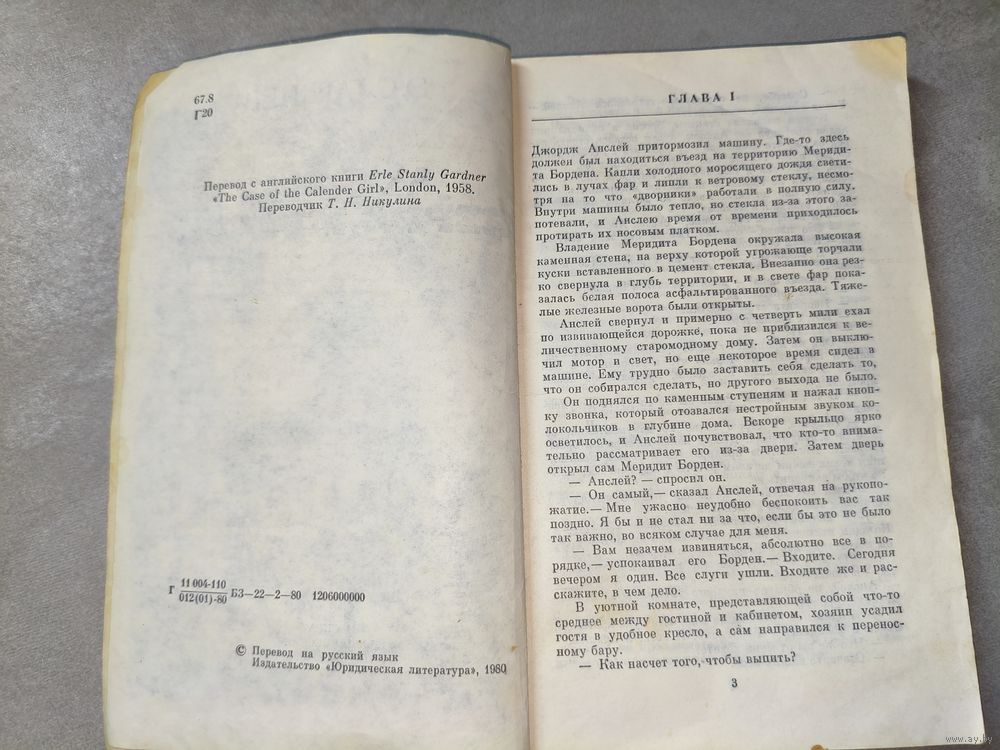 67.8
Г20
Перевод с английского книги Erle Stanly Gardner
«The Case of the Calender Girl», London, 1958.
Переводчик Т. Н. Никулина
Г 11 004-110
012(01)-80 БЗ—22—2—80 1206000000
© Перевод на русский язык
Издательство «Юридическая литература», 1980
ГЛАВА I
Джордж Анслей притормозил машину. Где-то здесь
должен был находиться въезд на территорию Мериди-
та Бордена. Капли холодного моросящего дождя свети-
лись в лучах фар и липли к ветровому стеклу, несмо-
тря на то что «дворники» работали в полную силу.
Внутри машины было тепло, но стекла из-за этого за-
потевали, и Анслею время от времени приходилось
протирать их носовым платком.
Владение Меридита Бордена окружала высокая
каменная стена, на верху которой угрожающе торчали
куски вставленного в цемент стекла. Внезапно она рез-
ко свернула в глубь территории, и в свете фар пока-
залась белая полоса асфальтированного въезда. Тяже-
лые железные ворота были открыты.
Анслей свернул и примерно с четверть мили ехал
по извивающейся дорожке, пока не приблизился к ве-
личественному старомодному дому. Затем он выклю-
чил мотор и свет, но еще некоторое время сидел в
машине. Ему трудно было заставить себя сделать то,
что он собирался сделать, но другого выхода не было.
Он поднялся по каменным ступеням и нажал кноп-
ку звонка, который отозвался нестройным звуком ко-
локольчиков в глубине дома. Вскоре крыльцо ярко
осветилось, и Анслей почувствовал, что кто-то внима-
тельно рассматривает его из-за двери. Затем дверь
открыл сам Меридит Борден.
— Анслей? — спросил он.
— Он самый,— сказал Анслей, отвечая на рукопо-
жатие.— Мне ужасно неудобно беспокоить вас так
поздно. Я бы и не стал ни за что, если бы это не было
так важно, во всяком случае для меня.
— Вам незачем извиняться, абсолютно все в по-
рядке,— успокаивал его Борден.— Входите. Сегодня
вечером я один. Все слуги ушли. Входите же и рас-
скажите, в чем дело.
В уютной комнате, представляющей собой что-то
среднее между гостиной и кабинетом, хозяин усадил
гостя в удобное кресло, а сам направился к перенос-
ному бару.
— Как насчет того, чтобы выпить?
3
www.ay.by